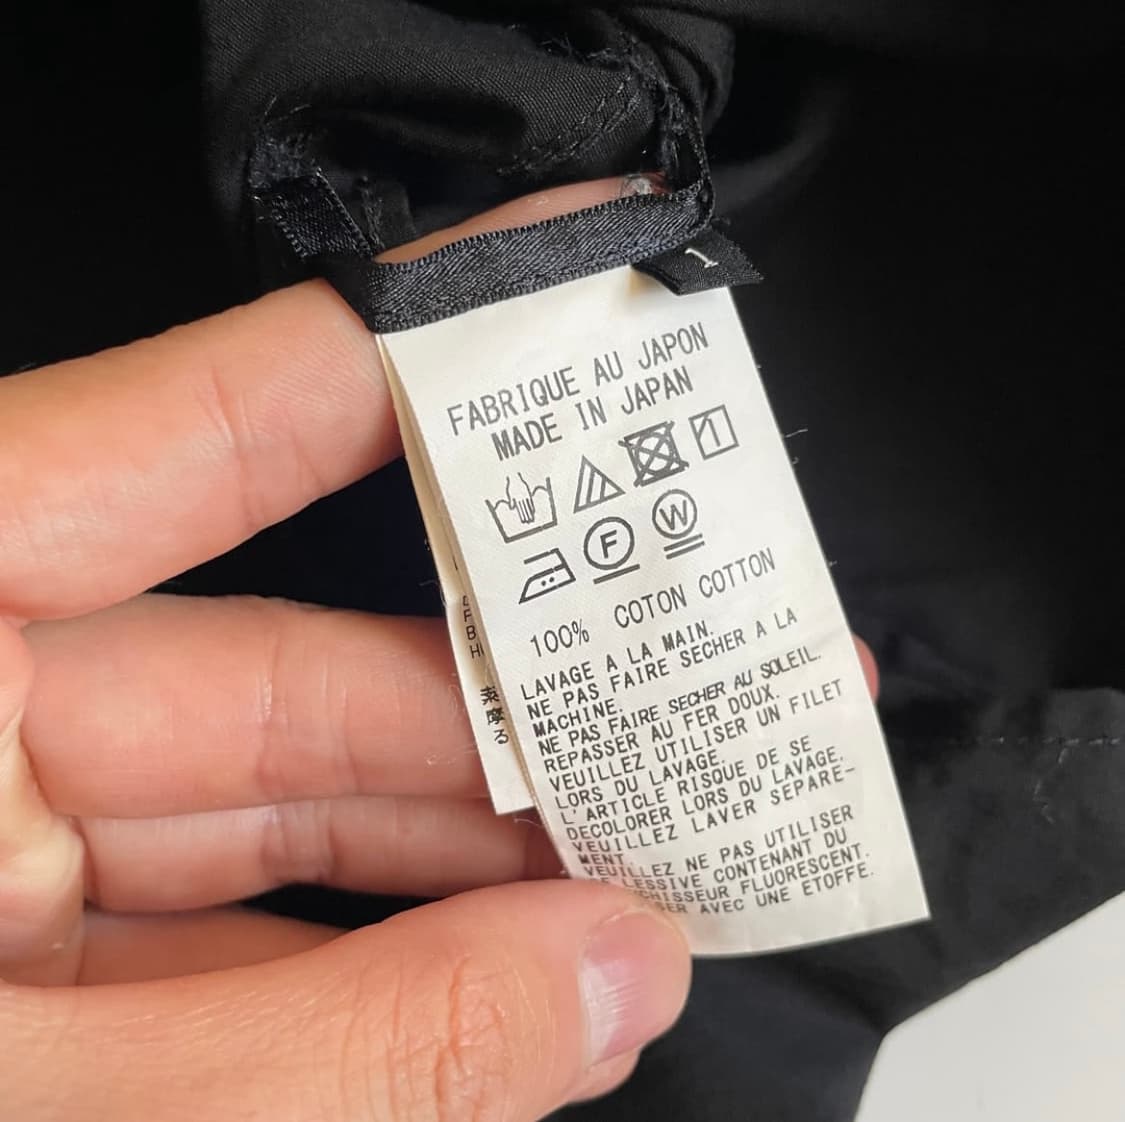 1
FABRIQUE AU JAPON
MADE IN JAPAN
F W
100% COTON COTTON
LAVAGE A LA MAIN.
NE PAS FAIRE SECHER A LA
MACHINE.
NE PAS FAIRE SECHER AU SOLEIL.
REPASSER AU FER DOUX.
VEUILLEZ UTILISER UN FILET
LORS DU LAVAGE.
L'ARTICLE RISQUE DE SE
DECOLORER LORS DU LAVAGE.
VEUILLEZ LAVER SEPARE-
MENT.
VEUILLEZ NE PAS UTILISER
LESSIVE CONTENANT DU
FLUORESCENT.
AVEC UNE ETOFFE.
素
摩
る